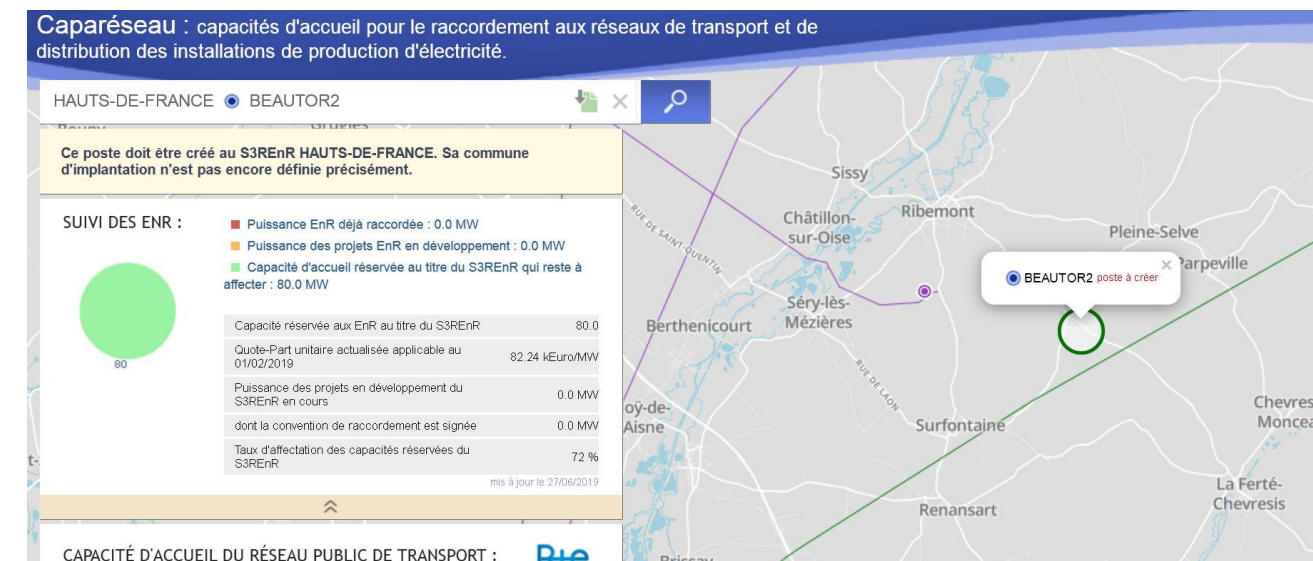 Caparéseau : capacités d'accueil pour le raccordement aux réseaux de transport et de
distribution des installations de production d'électricité.
HAUTS-DE-FRANCE BEAUTOR2
Ce poste doit être créé au S3REnR HAUTS-DE-FRANCE. Sa commune
d'implantation n'est pas encore définie précisément.
SUIVI DES ENR :
Puissance EnR déjà raccordée : 0.0 MW
Puissance des projets EnR en développement : 0.0 MW
Capacité d'accueil réservée au titre du S3REnR qui reste à
affecter : 80.0 MW
80
Capacité réservée aux EnR au titre du S3REnR 80.0
Quote-Part unitaire actualisée applicable au
01/02/2019 82.24 kEuro/MW
Puissance des projets en développement du
S3REnR en cours 0.0 MW
dont la convention de raccordement est signée 0.0 MW
Taux d'affectation des capacités réservées du
S3REnR 72 %
mis à jour le 27/06/2019
CAPACITÉ D'ACCUEIL DU RÉSEAU PUBLIC DE TRANSPORT :
Rte
Sissy
Ribemont
Châtillon-
sur-Oise
Pleine-Selve
Parpeville
RUE DE SAINT-QUENTIN
BEAUTOR2 poste à créer
Séry-lès-
Mézières
Berthenicourt
RUE DE LAON
oÿ-de-
Aisne
Surfontaine
Chevres
Moncea
Renansart
La Ferté-
Chevresis